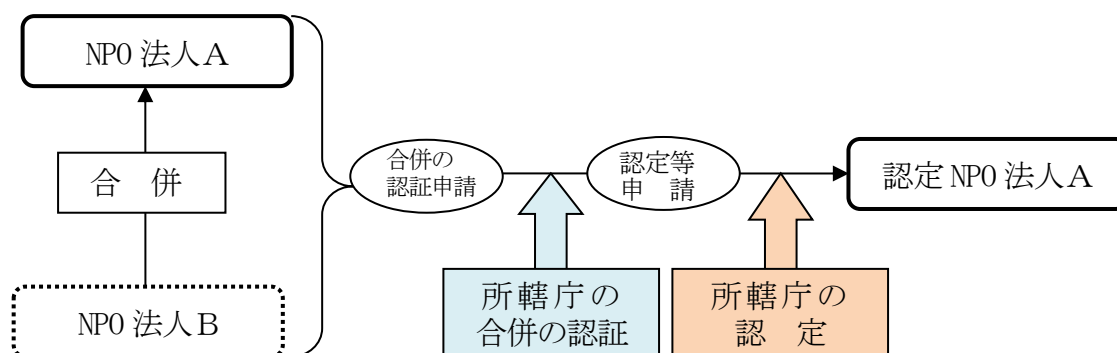 NPO 法人A
合 併
NPO 法人B
合併の
認証申請
認定等
申 請
認定 NPO 法人A
所轄庁の
合併の認証
所轄庁の
認 定